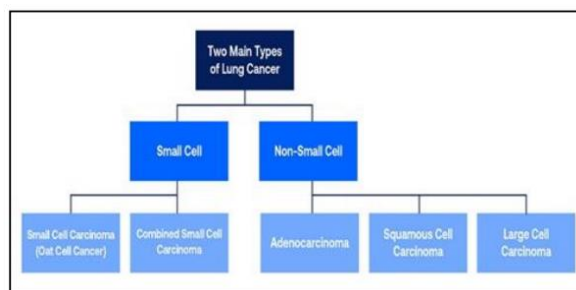 Two Main Types
of Lung Cancer
Small Cell
Non-Small Cell
Small Cell Carcinoma
(Oat Cell Cancer)
Combined Small Cell
Carcinoma
Adenocarcinoma
Squamous Cell
Carcinoma
Large Cell
Carcinoma